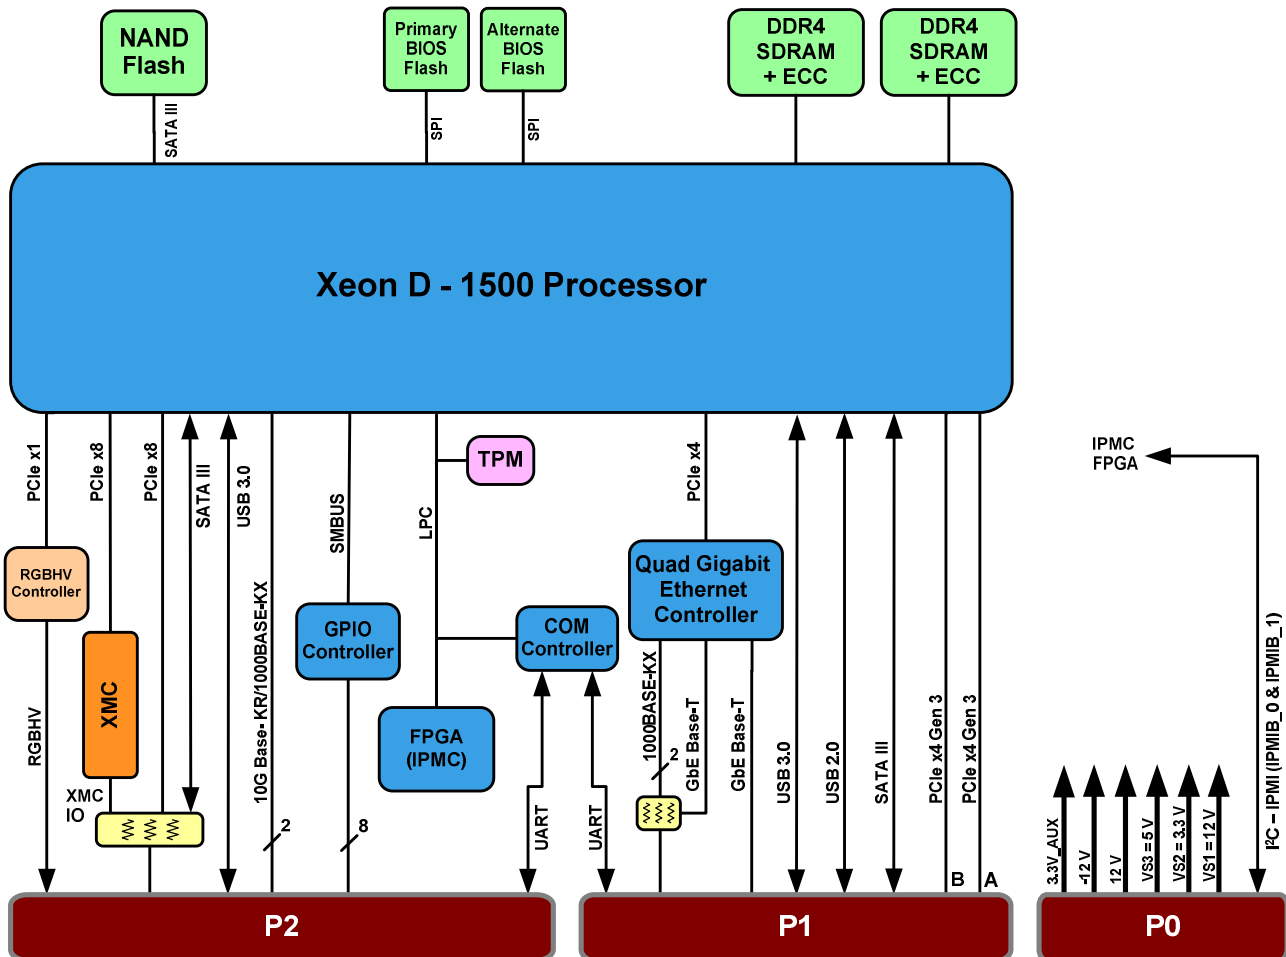 NAND
Flash
Primary
BIOS
Flash
Alternate
BIOS
Flash
DDR4
SDRAM
+ ECC
DDR4
SDRAM
+ ECC
SATA III
SPI
SPI
Xeon D - 1500 Processor
PCIe x1
PCIe x8
PCIe x8
SATA III
USB 3.0
10G Base- KR/1000BASE-KX
SMBUS
LPC
TPM
PCIe x4
IPMC
FPGA
RGBHV
Controller
XMC
GPIO
Controller
COM
Controller
Quad Gigabit
Ethernet
Controller
FPGA
(IPMC)
RGBHV
XMC
IO
2
8
UART
UART
1000BASE-KX
2
GbE Base-T
GbE Base-T
USB 3.0
USB 2.0
SATA III
PCIe x4 Gen 3
PCIe x4 Gen 3
B
A
3.3V_AUX
-12 V
12 V
VS3 = 5 V
VS2 = 3.3 V
VS1 = 12 V
I²C – IPMI (IPMIB_0 & IPMIB_1)
P2
P1
P0